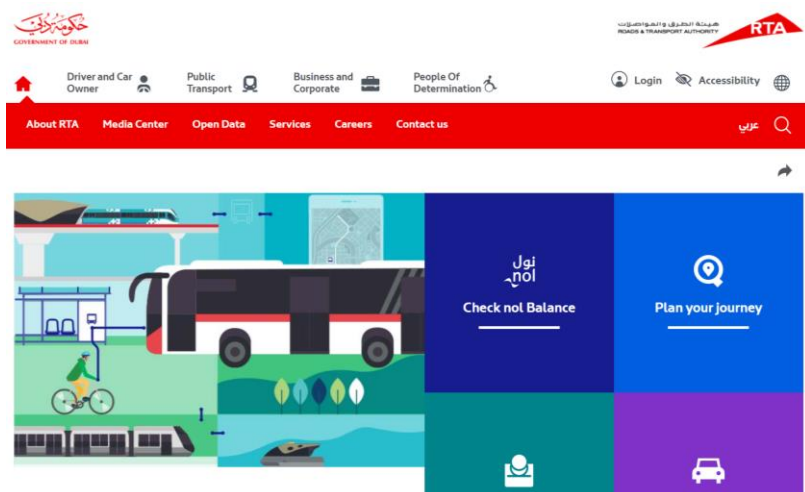 حكومة دبي
GOVERNMENT OF DUBAI
هيئة الطرق و المواصلات
ROADS & TRANSPORT AUTHORITY
RTA
Driver and Car
Owner
Public
Transport
Business and
Corporate
People Of
Determination
Login
Accessibility
About RTA
Media Center
Open Data
Services
Careers
Contact us
عربي
نول
nol
Check nol Balance
Plan your journey